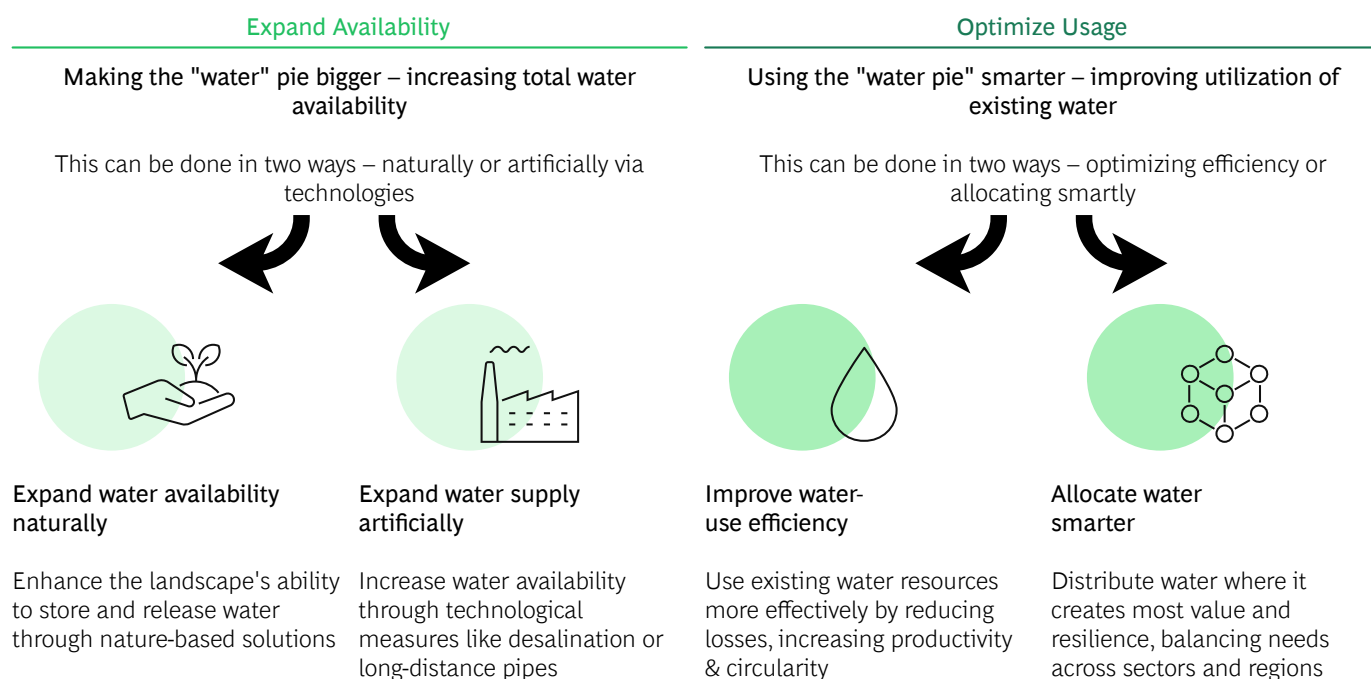 Expand Availability
Making the "water" pie bigger – increasing total water
availability
This can be done in two ways – naturally or artificially via
technologies
Expand water availability
naturally
Enhance the landscape's ability
to store and release water
through nature-based solutions
Expand water supply
artificially
Increase water availability
through technological
measures like desalination or
long-distance pipes
Optimize Usage
Using the "water pie" smarter – improving utilization of
existing water
This can be done in two ways – optimizing efficiency or
allocating smartly
Improve water-
use efficiency
Use existing water resources
more effectively by reducing
losses, increasing productivity
& circularity
Allocate water
smarter
Distribute water where it
creates most value and
resilience, balancing needs
across sectors and regions